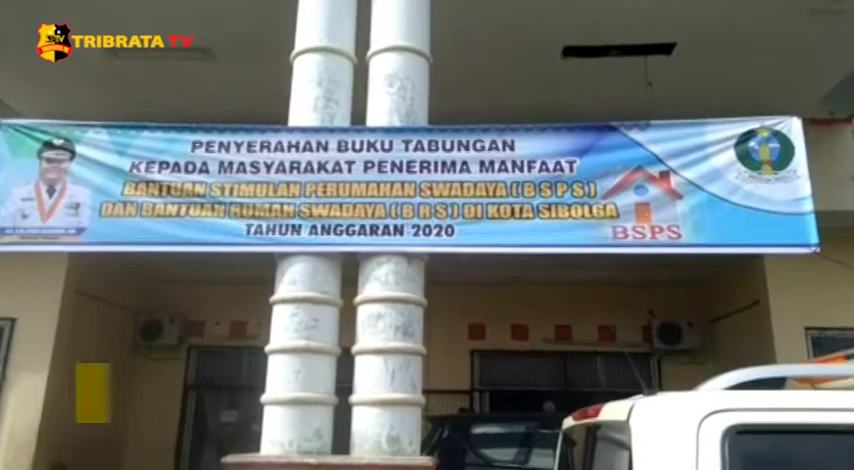 TRIBRATA TV
PENYERAHAN BUKU TABUNGAN
KEPADA MASYARAKAT PENERIMA MANFAAT
BANTUAN STIMULAN PERUMAHAN SWADAYA ( B S P S )
DAN BANTUAN RUMAH SWADAYA ( B R S ) DI KOTA SIBOLGA
TAHUN ANGGARAN 2020
BSPS